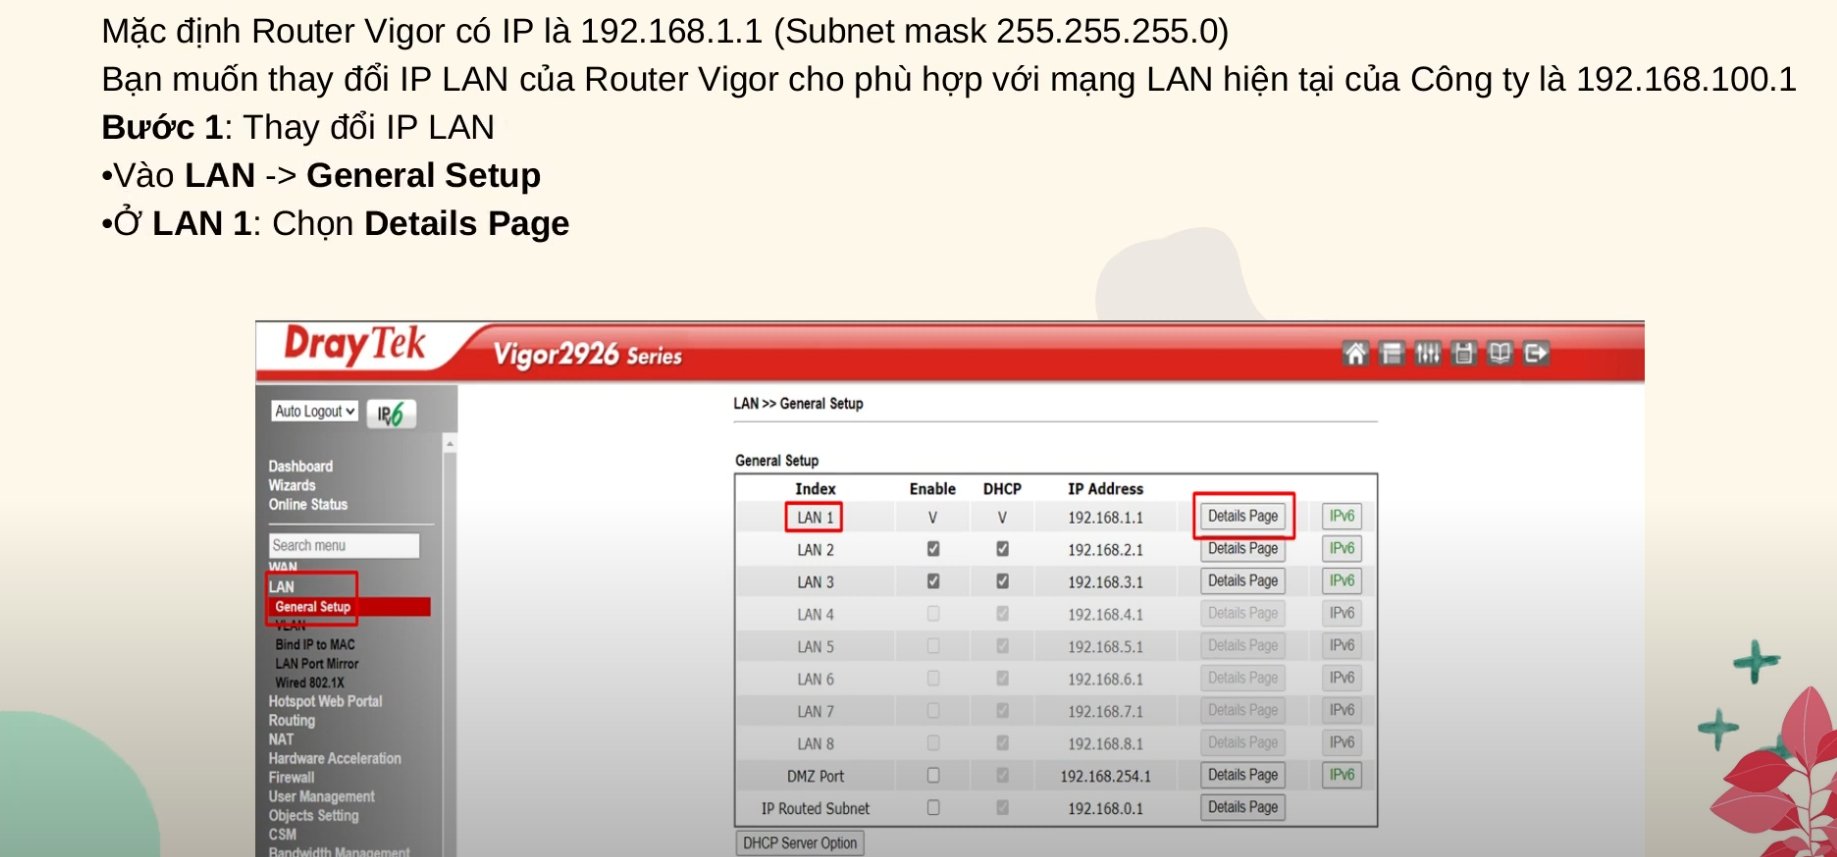 Mặc định Router Vigor có IP là 192.168.1.1 (Subnet mask 255.255.255.0)
Bạn muốn thay đổi IP LAN của Router Vigor cho phù hợp với mạng LAN hiện tại của Công ty là 192.168.100.1
Bước 1: Thay đổi IP LAN
•Vào LAN -> General Setup
•Ở LAN 1: Chọn Details Page
DrayTek Vigor2926 Series
Auto Logout IPv6
Dashboard
Wizards
Online Status
Search menu
WAN
LAN
General Setup
VLAN
Bind IP to MAC
LAN Port Mirror
Wired 802.1X
Hotspot Web Portal
Routing
NAT
Hardware Acceleration
Firewall
User Management
Objects Setting
CSM
Bandwidth Management
LAN >> General Setup
General Setup
Index Enable DHCP IP Address
LAN 1 V V 192.168.1.1 Details Page IPv6
LAN 2 192.168.2.1 Details Page IPv6
LAN 3 192.168.3.1 Details Page IPv6
LAN 4 192.168.4.1 Details Page IPv6
LAN 5 192.168.5.1 Details Page IPv6
LAN 6 192.168.6.1 Details Page IPv6
LAN 7 192.168.7.1 Details Page IPv6
LAN 8 192.168.8.1 Details Page IPv6
DMZ Port 192.168.254.1 Details Page IPv6
IP Routed Subnet 192.168.0.1 Details Page
DHCP Server Option